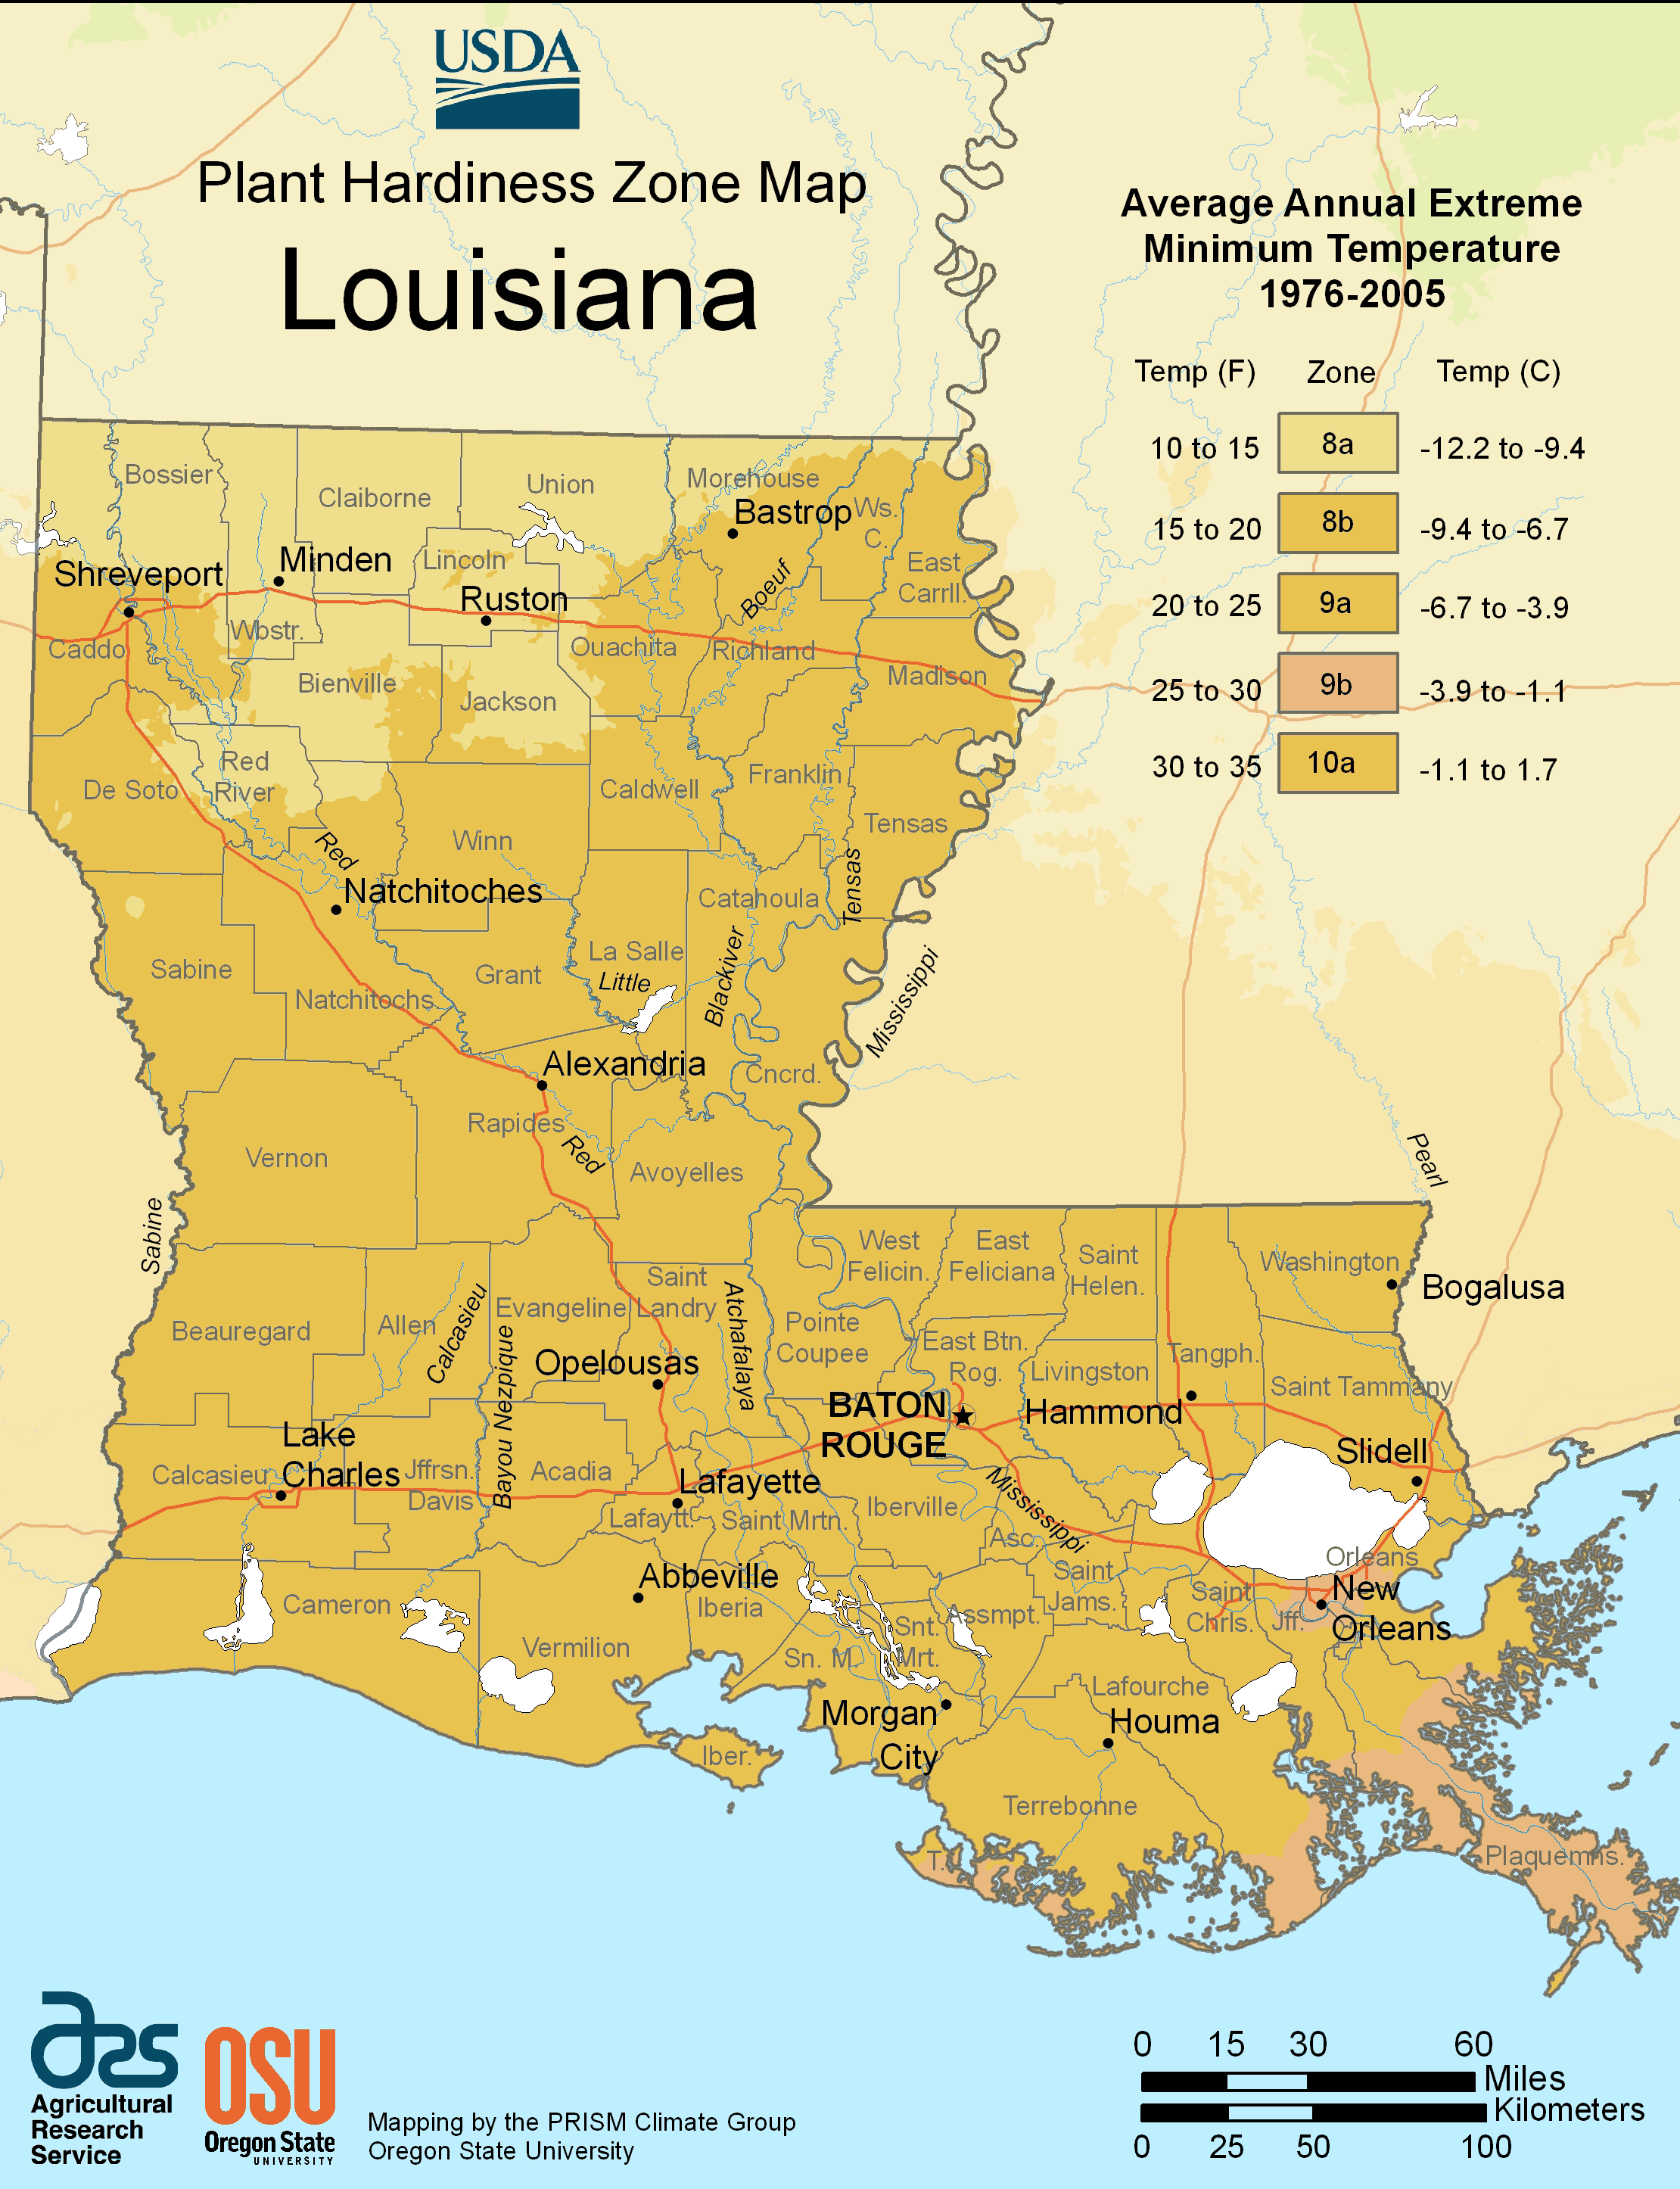 USDA
Plant Hardiness Zone Map
Louisiana
Average Annual Extreme
Minimum Temperature
1976-2005
Temp (F) Zone Temp (C)
10 to 15 8a -12.2 to -9.4
15 to 20 8b -9.4 to -6.7
20 to 25 9a -6.7 to -3.9
25 to 30 9b -3.9 to -1.1
30 to 35 10a -1.1 to 1.7
Bossier
Claiborne
Union
Morehouse
Bastrop
Ws.
C.
East
Carrll.
Shreveport
Minden
Lincoln
Ruston
Boeuf
Caddo
Wbstr.
Ouachita
Richland
Madison
Bienville
Jackson
Red
River
De Soto
Caldwell
Franklin
Tensas
Winn
Red
Natchitoches
Catahoula
Tensas
Sabine
Natchitochs.
Grant
La Salle
Little
Blackiver
Mississippi
Alexandria
Cncrd.
Rapides
Red
Vernon
Avoyelles
Pearl
Sabine
West
Felicin.
East
Feliciana
Saint
Helen.
Washington
Bogalusa
Beauregard
Allen
Calcasieu
Evangeline
Saint
Landry
Atchafalaya
Pointe
Coupee
East Btn.
Rog.
Livingston
Tangph.
Saint Tammany
Opelousas
Bayou Nezpique
BATON
ROUGE
Hammond
Slidell
Lake
Charles
Calcasieu
Jffrsn.
Davis
Acadia
Lafayette
Lafaytt.
Saint Mrtn.
Iberville
Mississippi
Asc.
Saint
Jams.
Orleans
New
Orleans
Saint
Chrls.
Jff.
Abbeville
Iberia
Cameron
Vermilion
Snt.
Mrt.
Assmpt.
Sn. M.
Lafourche
Morgan
City
Houma
Iber.
Terrebonne
T.
Plaquemns.
Agricultural
Research
Service
OSU
Oregon State
UNIVERSITY
Mapping by the PRISM Climate Group
Oregon State University
0 15 30 60
Miles
Kilometers
0 25 50 100
ars